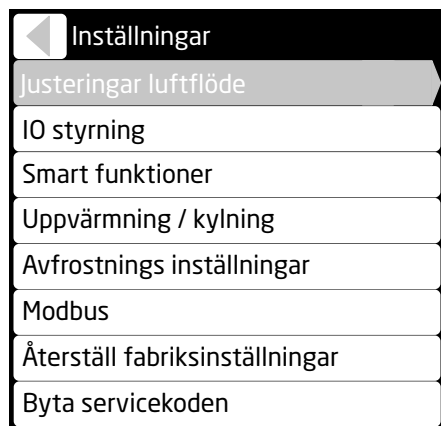 Inställningar
Justeringar luftflöde
IO styrning
Smart funktioner
Uppvärmning / kylning
Avfrostnings inställningar
Modbus
Återställ fabriksinställningar
Byta servicekoden